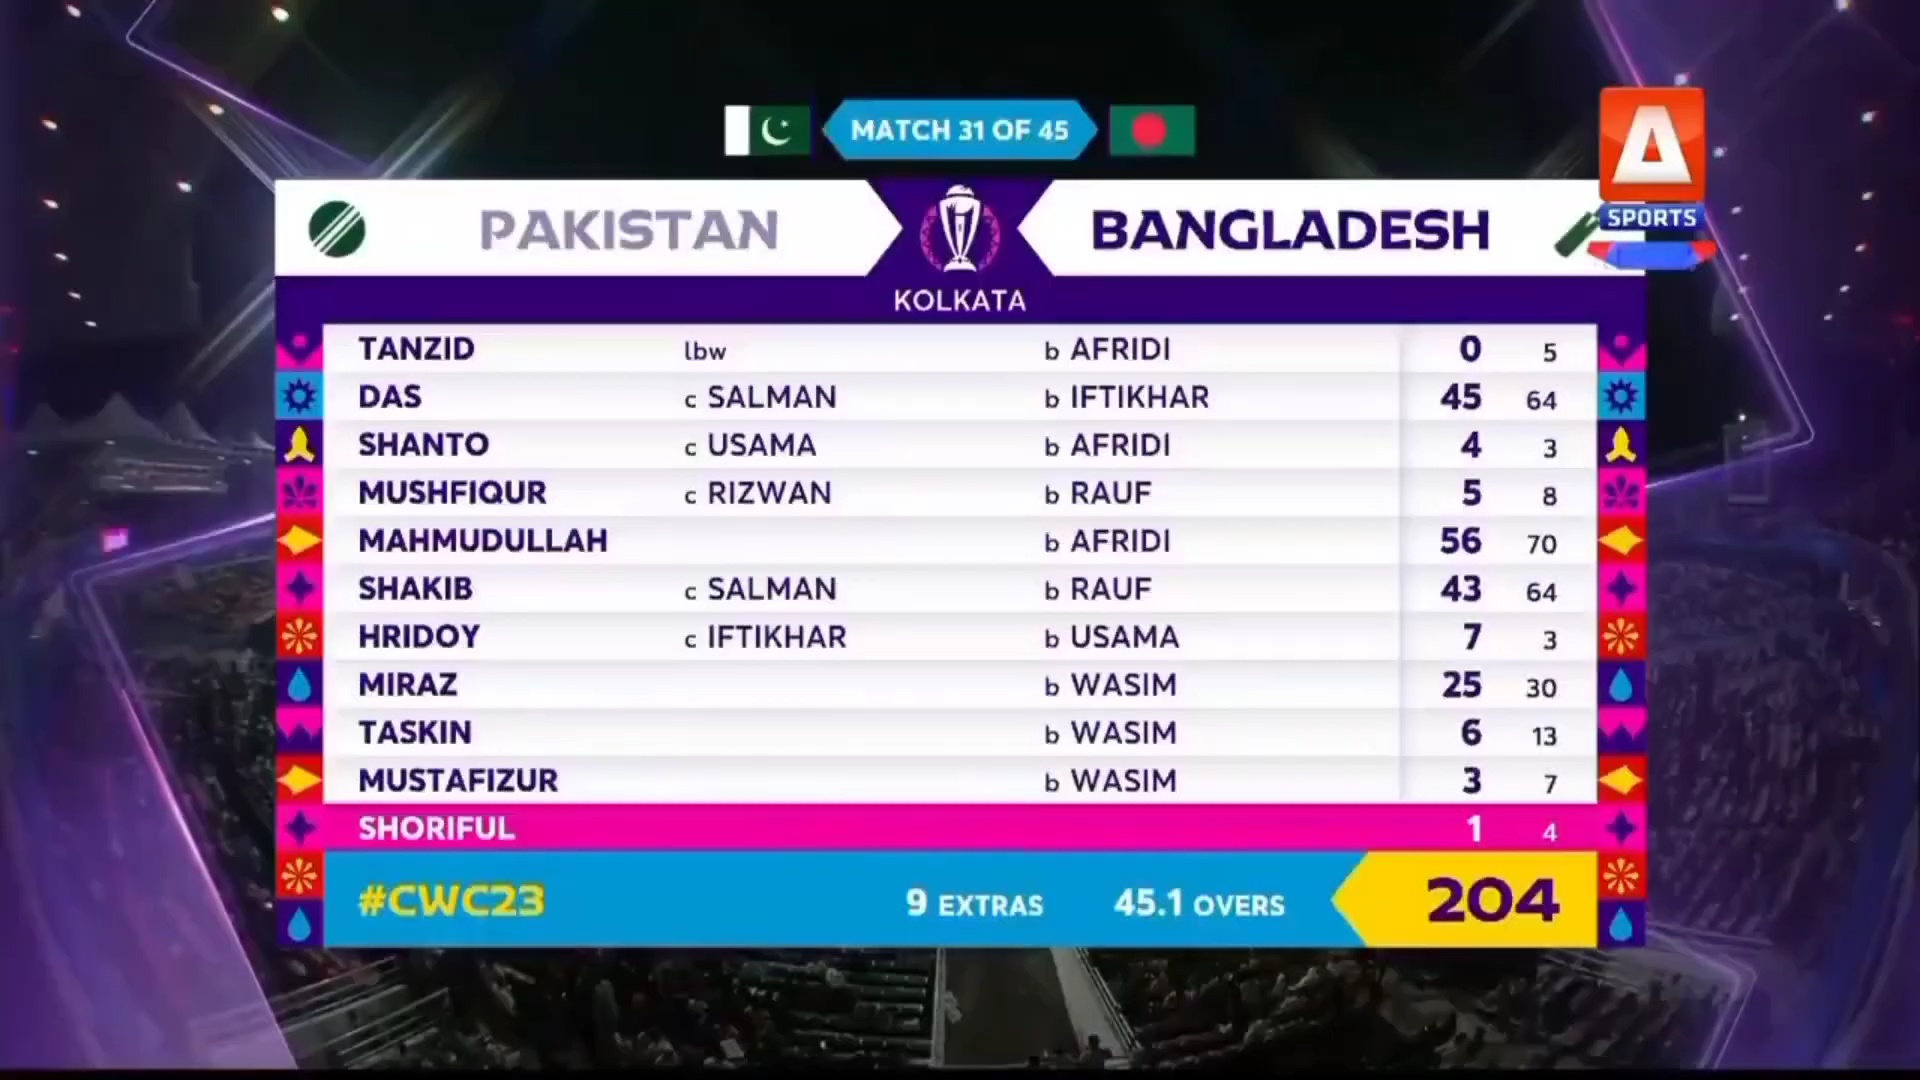 MATCH 31 OF 45
A
SPORTS
PAKISTAN BANGLADESH
KOLKATA
TANZID lbw b AFRIDI 0 5
DAS c SALMAN b IFTIKHAR 45 64
SHANTO c USAMA b AFRIDI 4 3
MUSHFIQUR c RIZWAN b RAUF 5 8
MAHMUDULLAH b AFRIDI 56 70
SHAKIB c SALMAN b RAUF 43 64
HRIDOY c IFTIKHAR b USAMA 7 3
MIRAZ b WASIM 25 30
TASKIN b WASIM 6 13
MUSTAFIZUR b WASIM 3 7
SHORIFUL 1 4
#CWC23 9 EXTRAS 45.1 OVERS 204